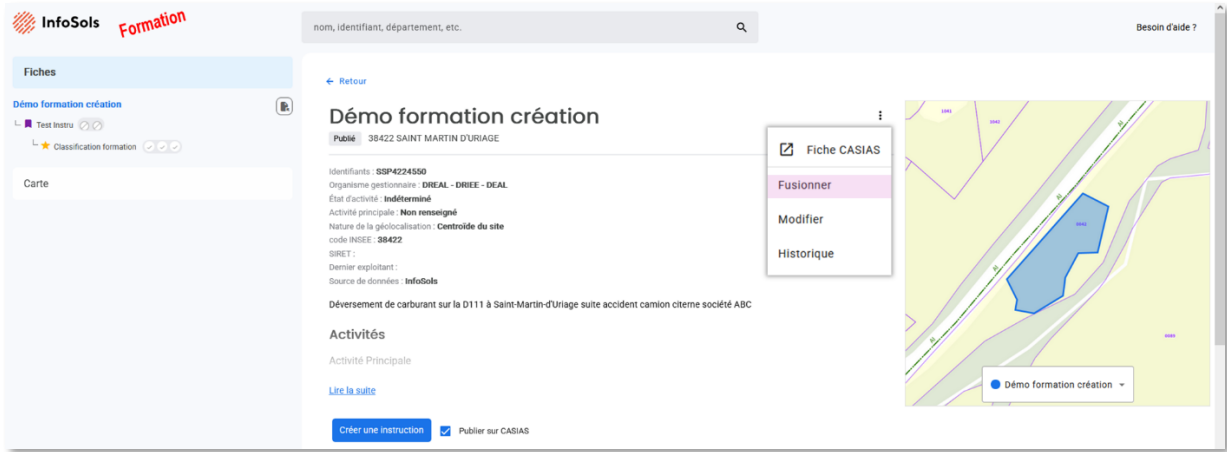 InfoSols
Formation
nom, identifiant, département, etc.
Besoin d'aide ?
Fiches
Démo formation création
Test Instru
Classification formation
Carte
← Retour
Démo formation création
Publié 38422 SAINT MARTIN D'URIAGE
Identifiants : SSP4224550
Organisme gestionnaire : DREAL - DRIEE - DEAL
État d'activité : Indéterminé
Activité principale : Non renseigné
Nature de la géolocalisation : Centroïde du site
code INSEE : 38422
SIRET :
Dernier exploitant :
Source de données : InfoSols
Déversement de carburant sur la D111 à Saint-Martin-d'Uriage suite accident camion citerne société ABC
Activités
Activité Principale
Lire la suite
Créer une instruction
Publier sur CASIAS
Fiche CASIAS
Fusionner
Modifier
Historique
Démo formation création